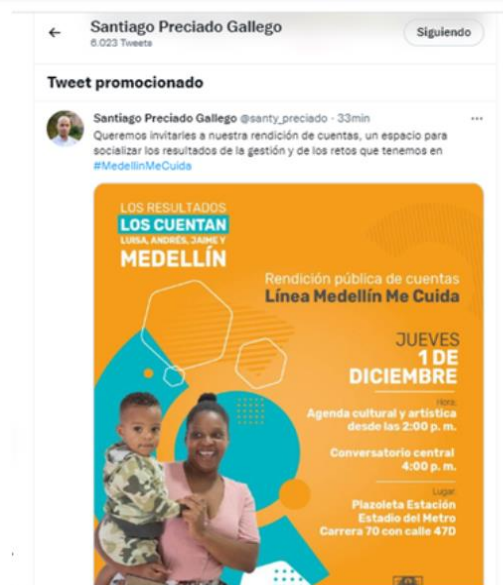 Santiago Preciado Gallego
6.023 Tweets
Siguiendo
Tweet promocionado
Santiago Preciado Gallego @santy_preciado · 33min
Queremos invitarles a nuestra rendición de cuentas, un espacio para
socializar los resultados de la gestión y de los retos que tenemos en
#MedellínMeCuida
LOS RESULTADOS
LOS CUENTAN
LUISA, ANDRÉS, JAIME Y
MEDELLÍN
Rendición pública de cuentas
Línea Medellín Me Cuida
JUEVES
1 DE
DICIEMBRE
Hora:
Agenda cultural y artística
desde las 2:00 p. m.
Conversatorio central
4:00 p. m.
Lugar:
Plazoleta Estación
Estadio del Metro
Carrera 70 con calle 47D